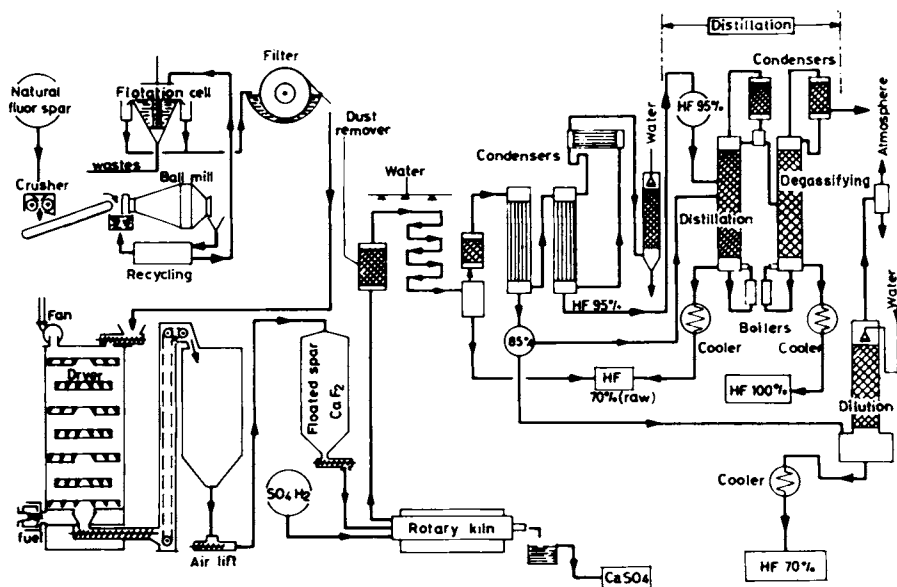 Distillation
Condensers
Filter
Natural
fluor spar
Flotation cell
Dust
remover
HF 95%
Water
Atmosphere
wastes
Crusher
Ball mill
Water
Condensers
Degassifying
Distillation
Recycling
HF 95%
Water
Fan
Dryer
85%
Boilers
Cooler
Cooler
Floated spar
CaF2
HF
70% (raw)
HF 100%
Dilution
SO4H2
Cooler
fuel
Air lift
Rotary kiln
CaSO4
HF 70%